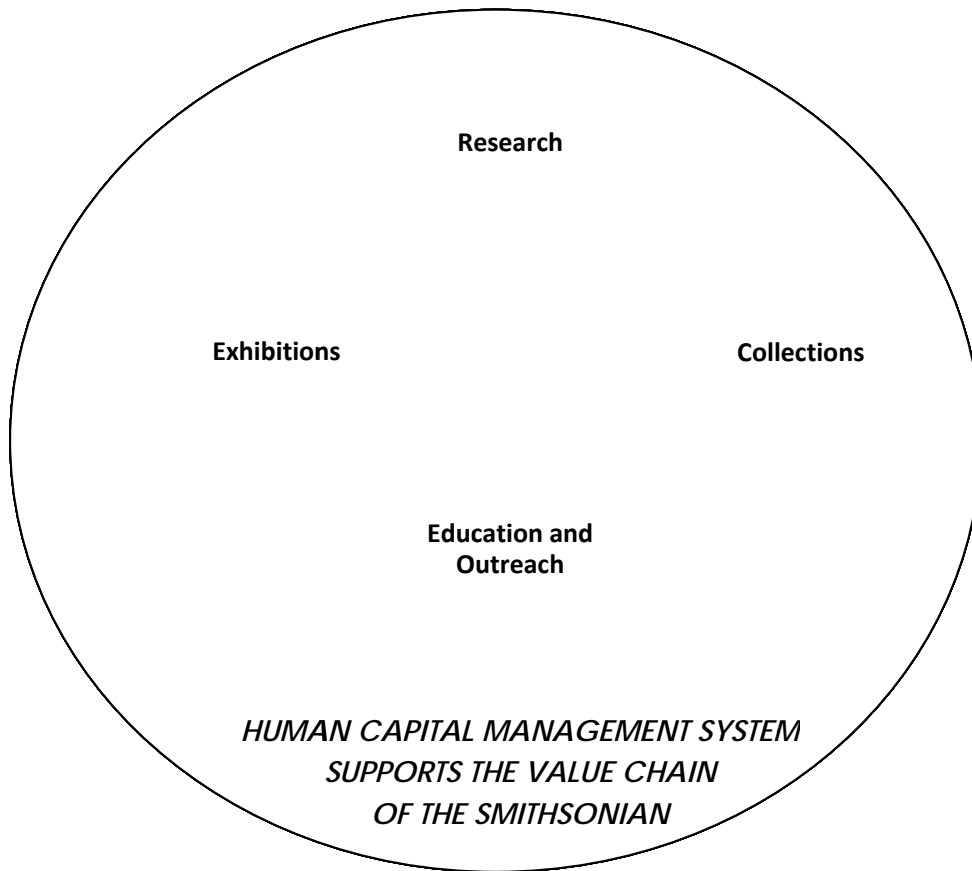 Research
Exhibitions
Collections
Education and
Outreach
HUMAN CAPITAL MANAGEMENT SYSTEM
SUPPORTS THE VALUE CHAIN
OF THE SMITHSONIAN